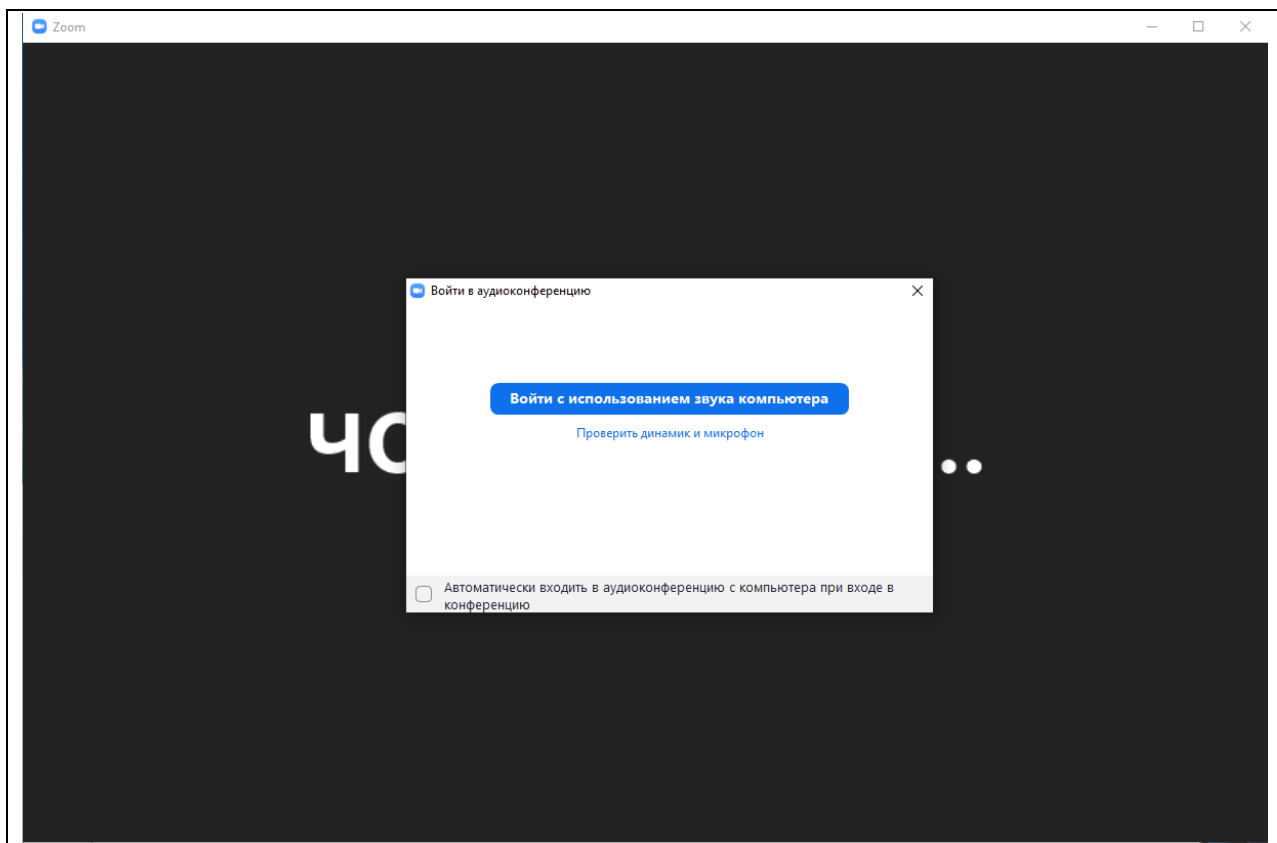 Zoom
Войти в аудиоконференцию
Войти с использованием звука компьютера
Проверить динамик и микрофон
Автоматически входить в аудиоконференцию с компьютера при входе в
конференцию